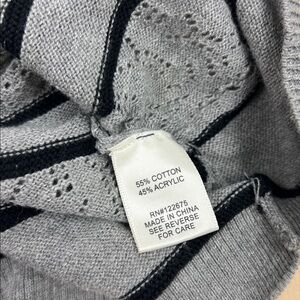 55% COTTON
45% ACRYLIC
RN#122675
MADE IN CHINA
SEE REVERSE
FOR CARE